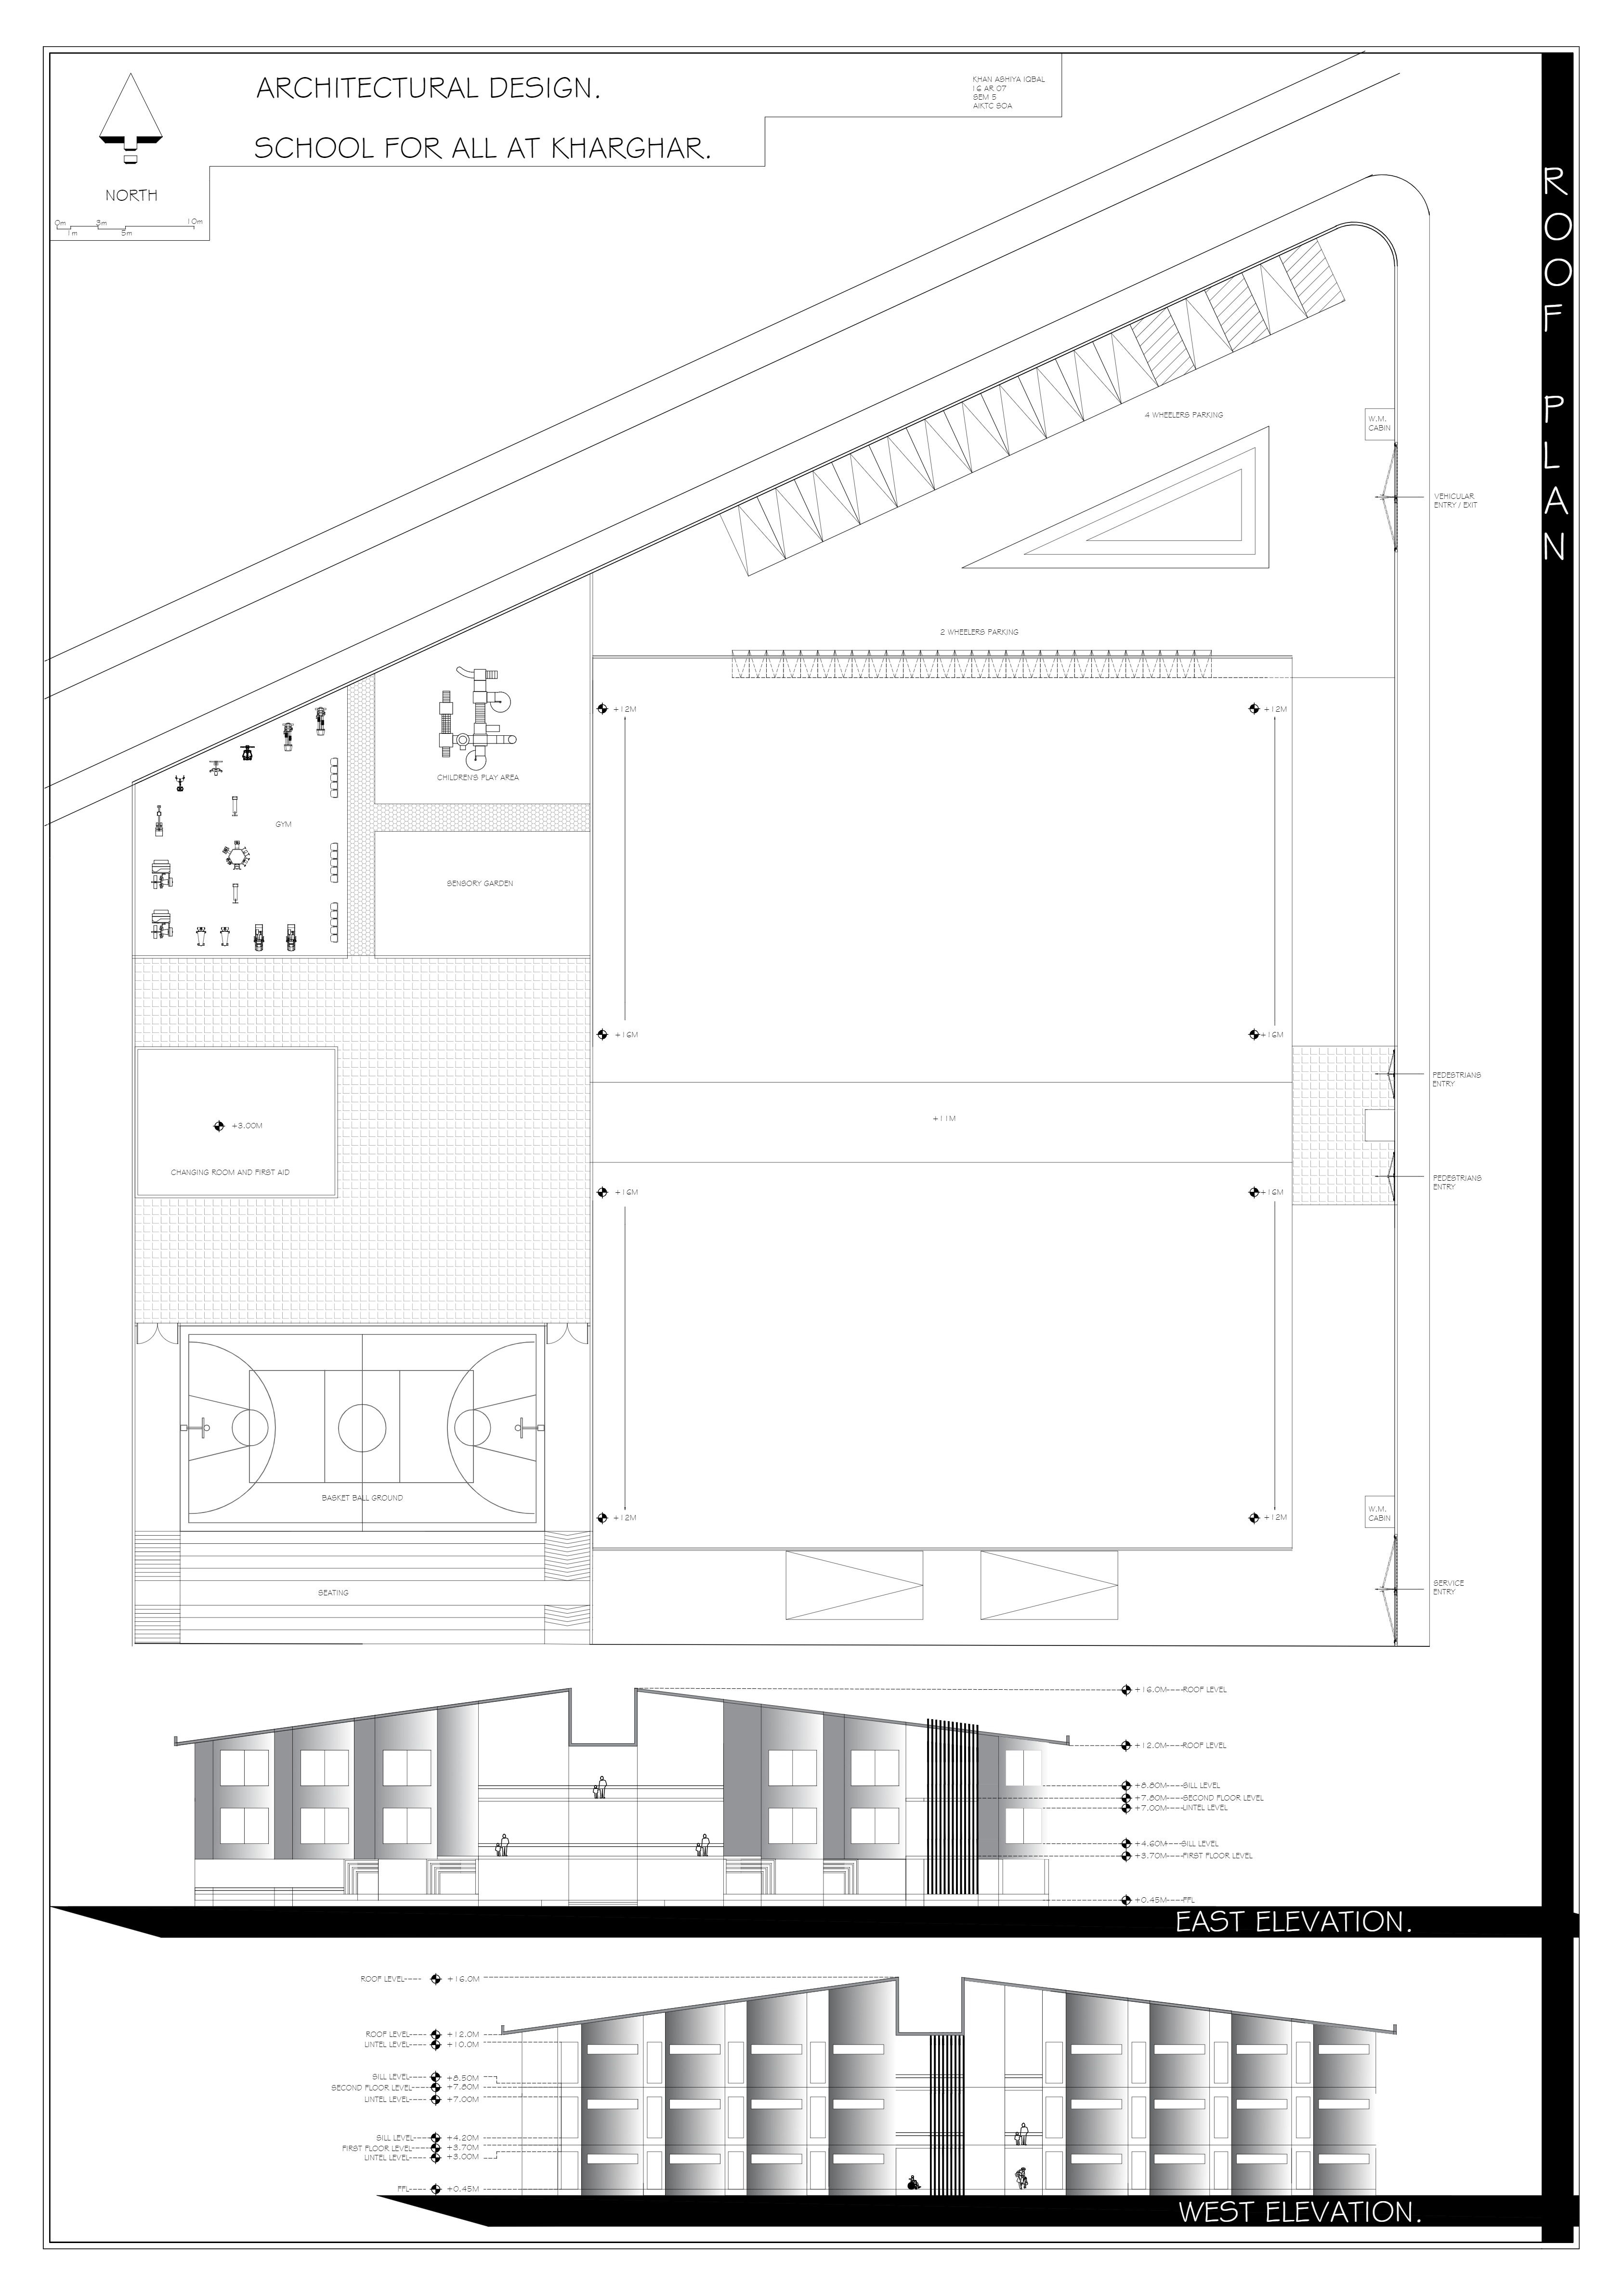 ARCHITECTURAL DESIGN.
SCHOOL FOR ALL AT KHARGHAR.
KHAN ASHIYA IQBAL
16 AR 07
SEM 5
AIKTC SOA
NORTH
0m 3m 10m
1m 5m
ROOF PLAN
4 WHEELERS PARKING
W.M.
CABIN
VEHICULAR
ENTRY / EXIT
2 WHEELERS PARKING
+12M
+12M
CHILDREN'S PLAY AREA
GYM
SENSORY GARDEN
+16M
+16M
PEDESTRIANS
ENTRY
+11M
+3.00M
CHANGING ROOM AND FIRST AID
PEDESTRIANS
ENTRY
+16M
+16M
BASKET BALL GROUND
+12M
+12M
W.M.
CABIN
SEATING
SERVICE
ENTRY
+16.0M ROOF LEVEL
+12.0M ROOF LEVEL
+8.80M SILL LEVEL
+7.80M SECOND FLOOR LEVEL
+7.00M LINTEL LEVEL
+4.60M SILL LEVEL
+3.70M FIRST FLOOR LEVEL
+0.45M FFL
EAST ELEVATION.
ROOF LEVEL +16.0M
ROOF LEVEL +12.0M
LINTEL LEVEL +10.0M
SILL LEVEL +8.50M
SECOND FLOOR LEVEL +7.80M
LINTEL LEVEL +7.00M
SILL LEVEL +4.20M
FIRST FLOOR LEVEL +3.70M
LINTEL LEVEL +3.00M
FFL +0.45M
WEST ELEVATION.